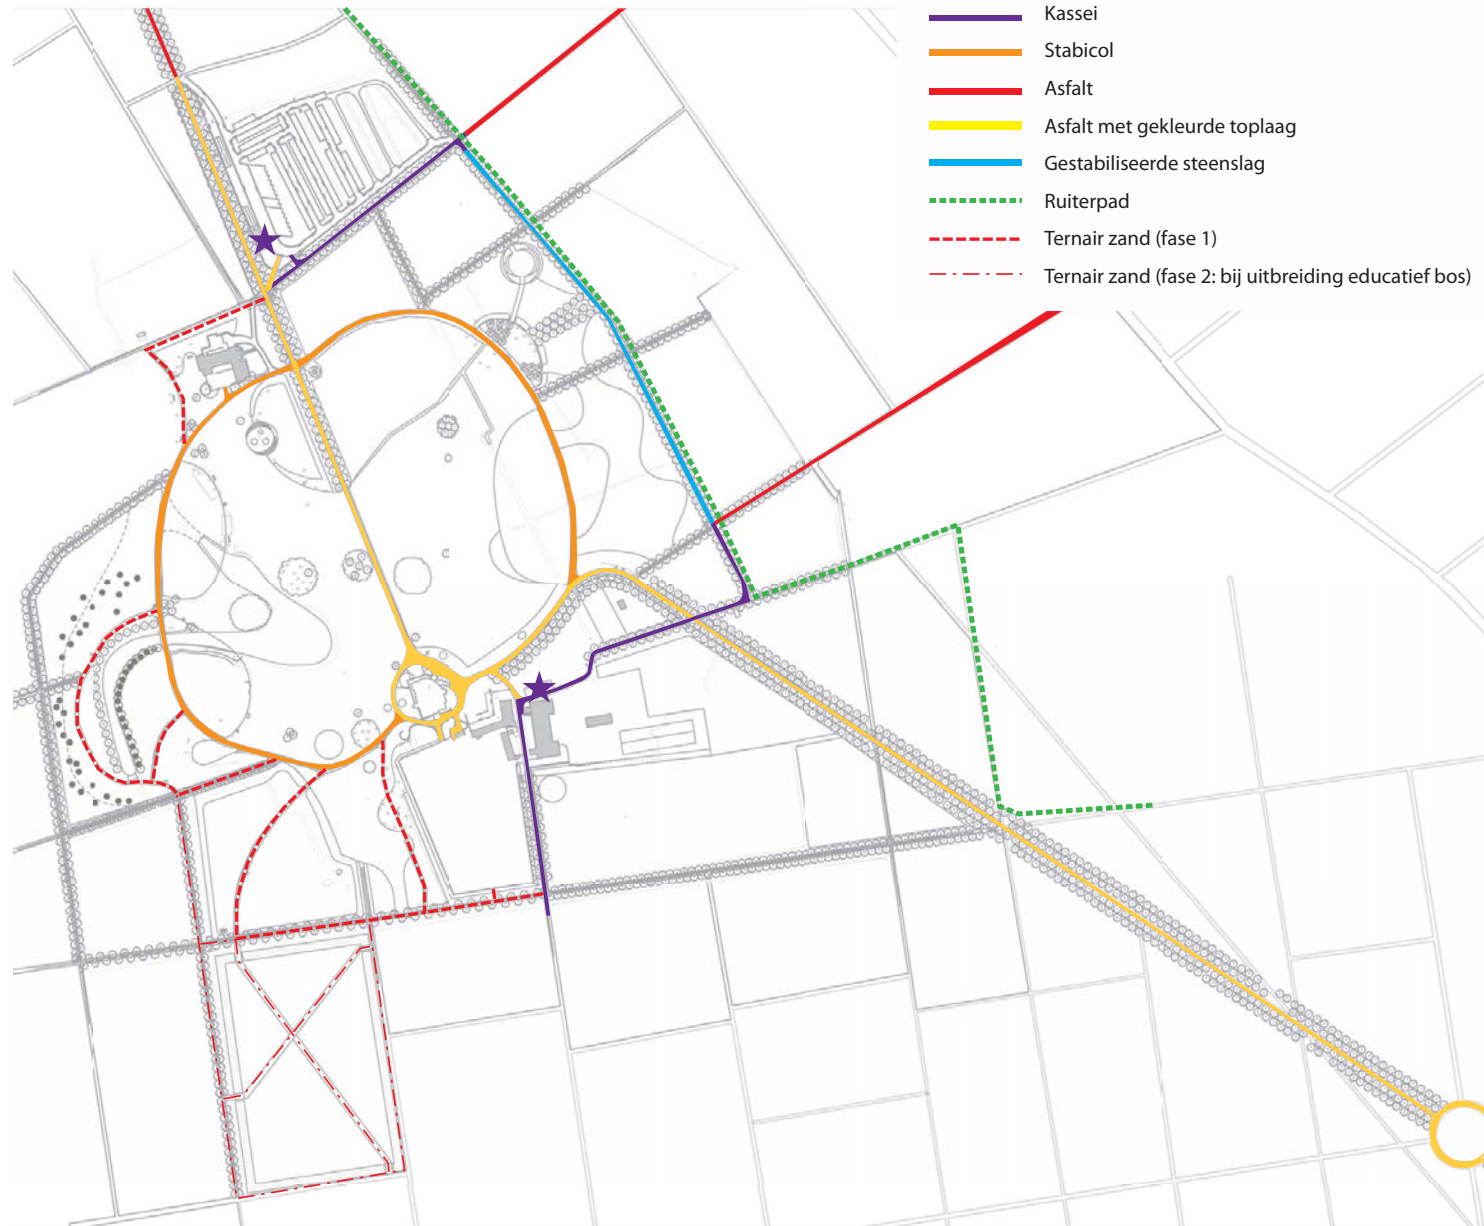 Kassei
Stabicol
Asfalt
Asfalt met gekleurde toplaag
Gestabiliseerde steenslag
Ruiterpad
Ternair zand (fase 1)
Ternair zand (fase 2: bij uitbreiding educatief bos)